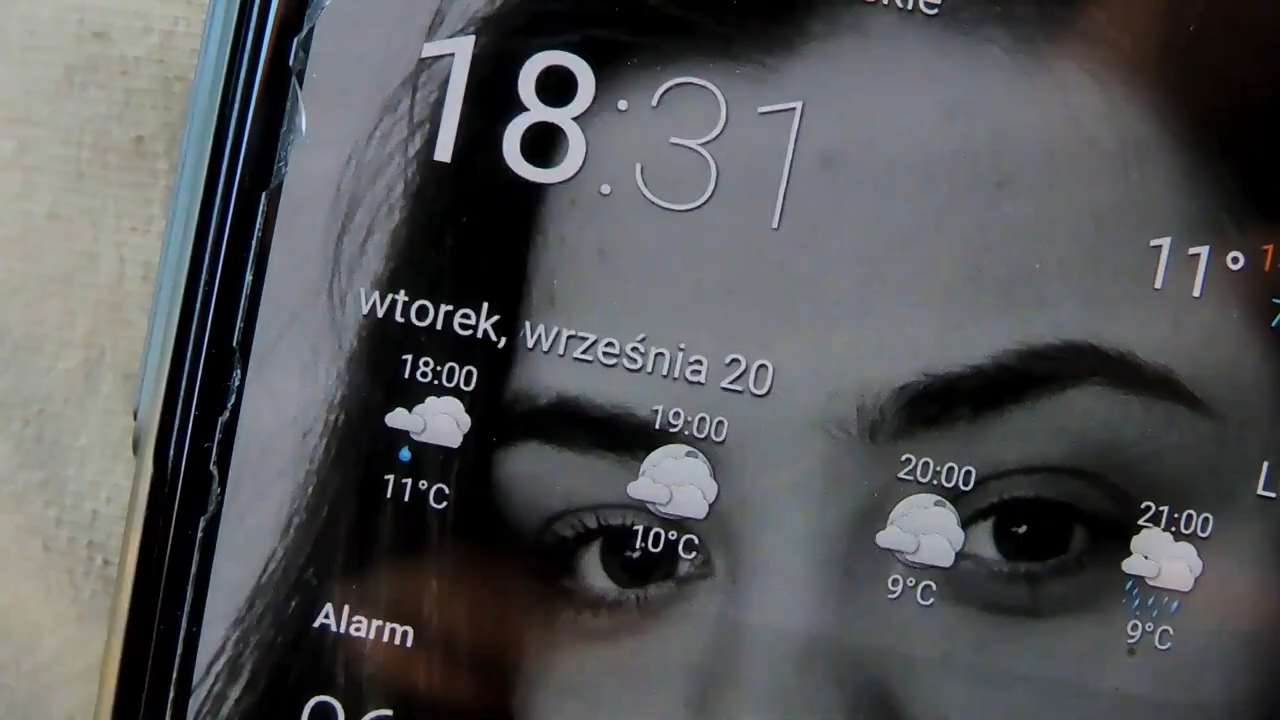 18:31
11°
wtorek, września 20
18:00
11°C
19:00
10°C
20:00
9°C
21:00
9°C
Alarm